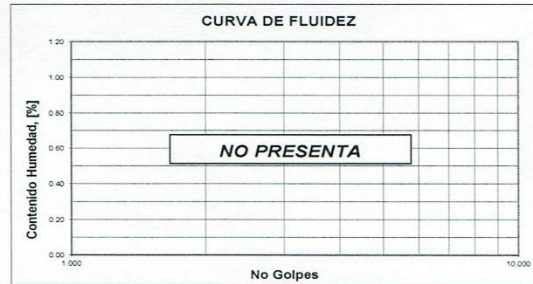 CURVA DE FLUIDEZ
Contenido Humedad, [%]
1.20
1.00
0.80
0.60
0.40
0.20
0.00
NO PRESENTA
1.000
10.000
No Golpes